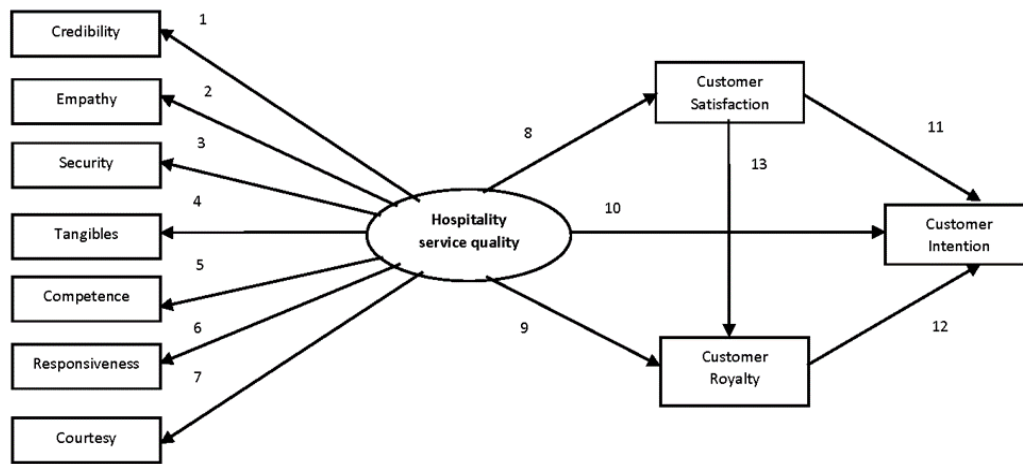 Credibility
1
Empathy
2
Security
3
Tangibles
4
Competence
5
Responsiveness
6
Courtesy
7
Hospitality
service quality
8
9
10
Customer
Satisfaction
13
Customer
Royalty
11
12
Customer
Intention